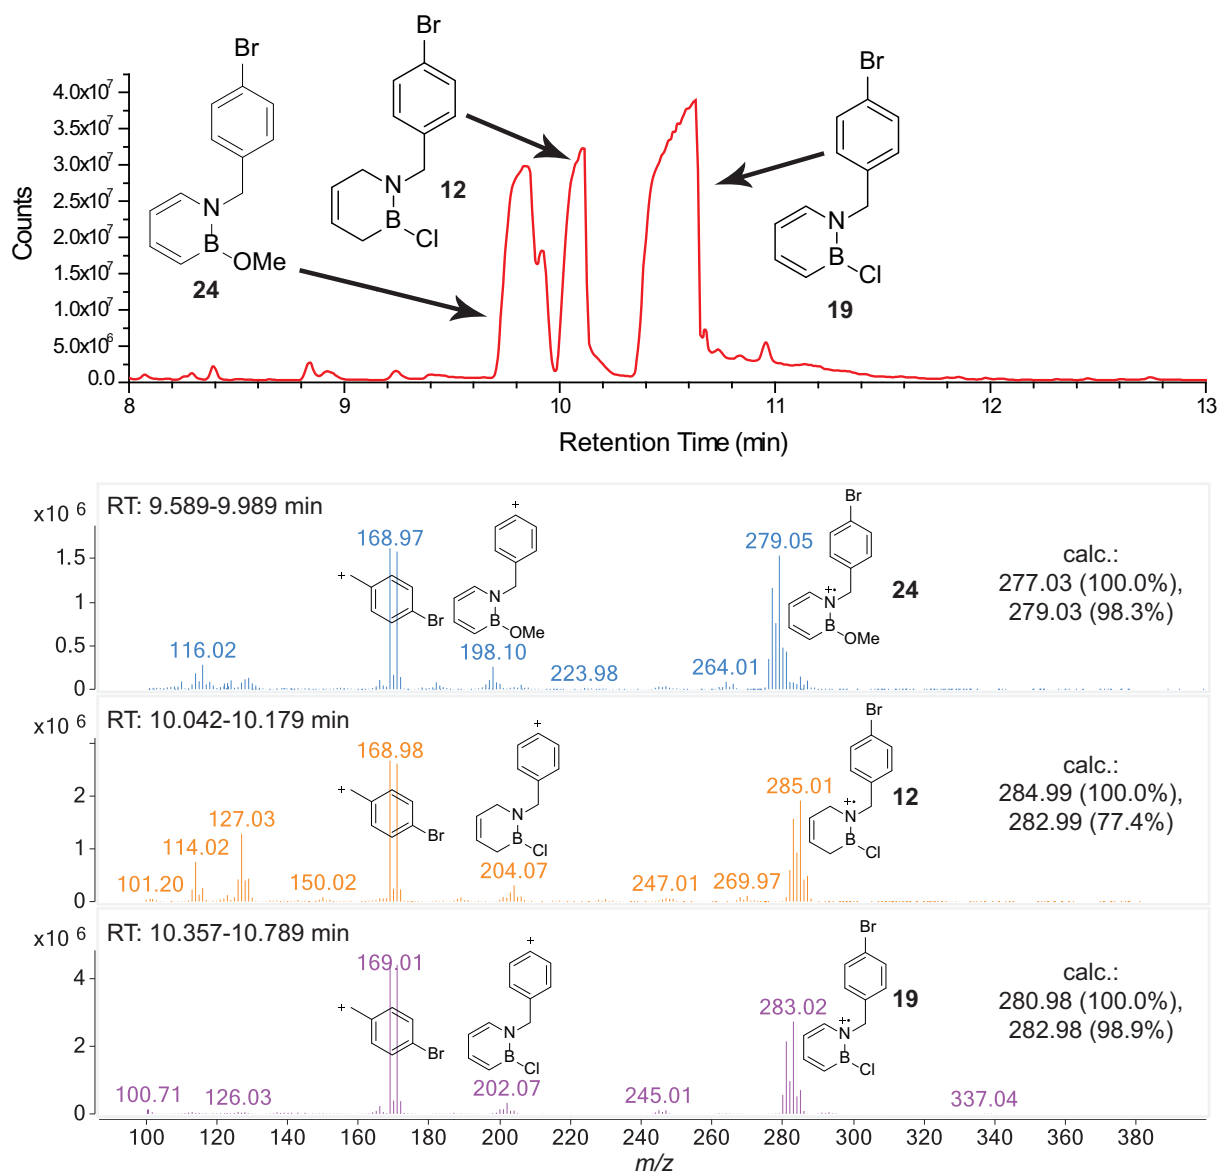 Br
N
B
OMe
24
Br
N
B
Cl
12
Br
N
B
Cl
19
Counts
4.0x10⁷
3.5x10⁷
3.0x10⁷
2.5x10⁷
2.0x10⁷
1.5x10⁷
1.0x10⁷
5.0x10⁶
0.0
8 9 10 11 12 13
Retention Time (min)
RT: 9.589-9.989 min
x10 6
1.5
1
0.5
0
116.02
168.97
+
Br
+
N
B
OMe
198.10
223.98
264.01
279.05
Br
+•
N
B
OMe
24
calc.:
277.03 (100.0%),
279.03 (98.3%)
RT: 10.042-10.179 min
x10 6
2
1
0
101.20
114.02
127.03
150.02
168.98
+
Br
+
N
B
Cl
204.07
247.01
269.97
285.01
Br
+•
N
B
Cl
12
calc.:
284.99 (100.0%),
282.99 (77.4%)
RT: 10.357-10.789 min
x10 6
4
2
0
100.71
126.03
169.01
+
Br
+
N
B
Cl
202.07
245.01
283.02
Br
+•
N
B
Cl
19
337.04
calc.:
280.98 (100.0%),
282.98 (98.9%)
100 120 140 160 180 200 220 240 260 280 300 320 340 360 380
m/z